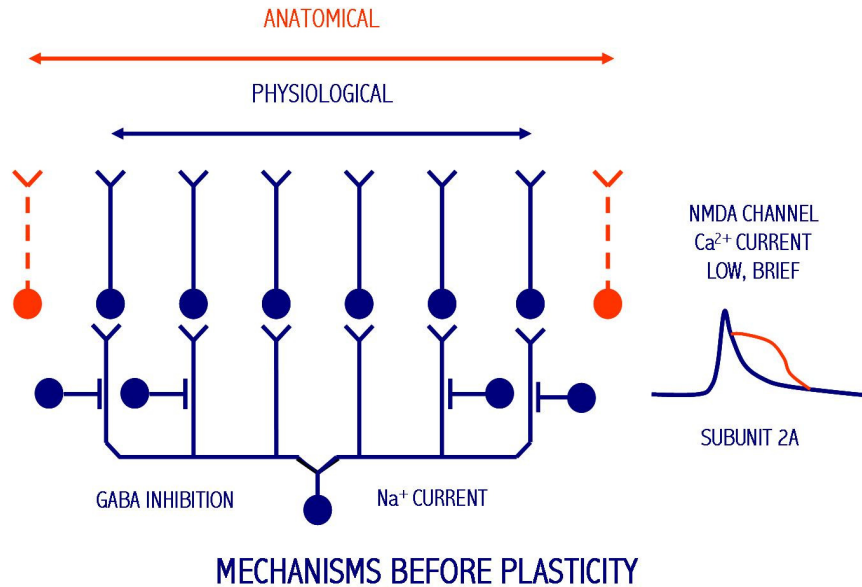 ANATOMICAL
PHYSIOLOGICAL
NMDA CHANNEL
Ca²⁺ CURRENT
LOW, BRIEF
SUBUNIT 2A
GABA INHIBITION
Na⁺ CURRENT
MECHANISMS BEFORE PLASTICITY